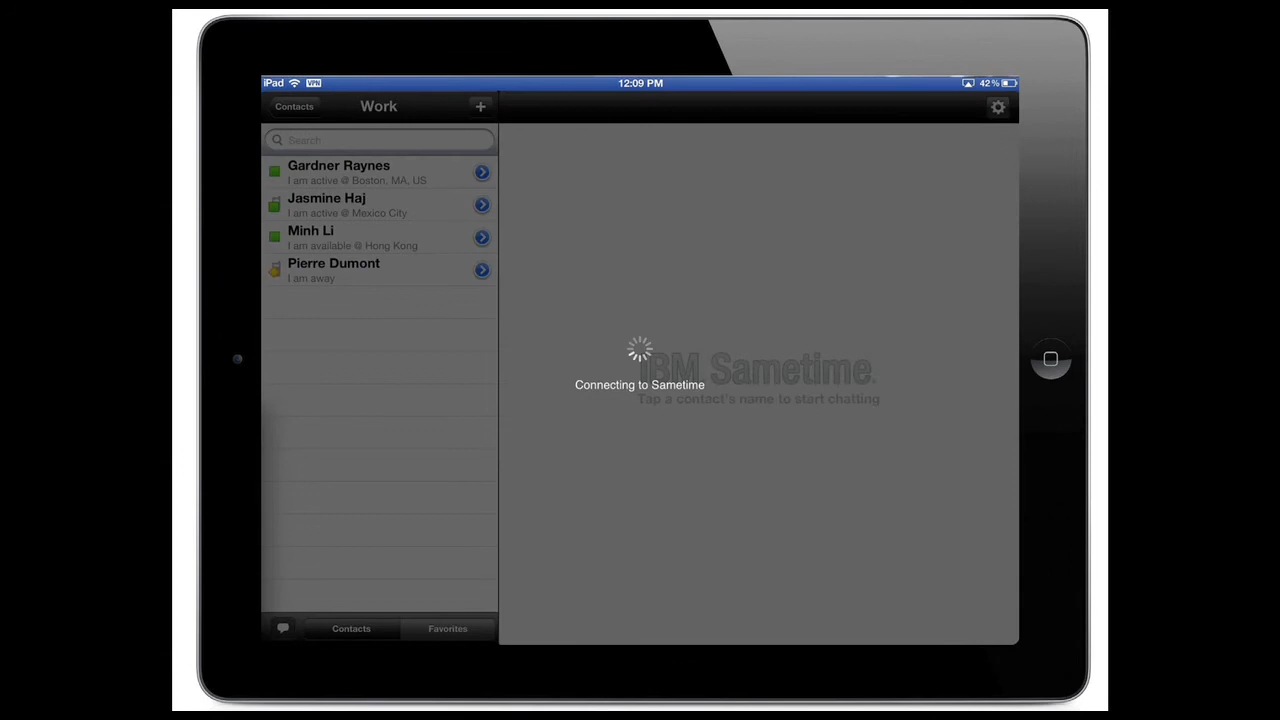 iPad VPN 12:09 PM 42%
Contacts Work +
Search
Gardner Raynes
I am active @ Boston, MA, US
Jasmine Haj
I am active @ Mexico City
Minh Li
I am available @ Hong Kong
Pierre Dumont
I am away
IBM Sametime.
Connecting to Sametime
Tap a contact's name to start chatting
Contacts Favorites